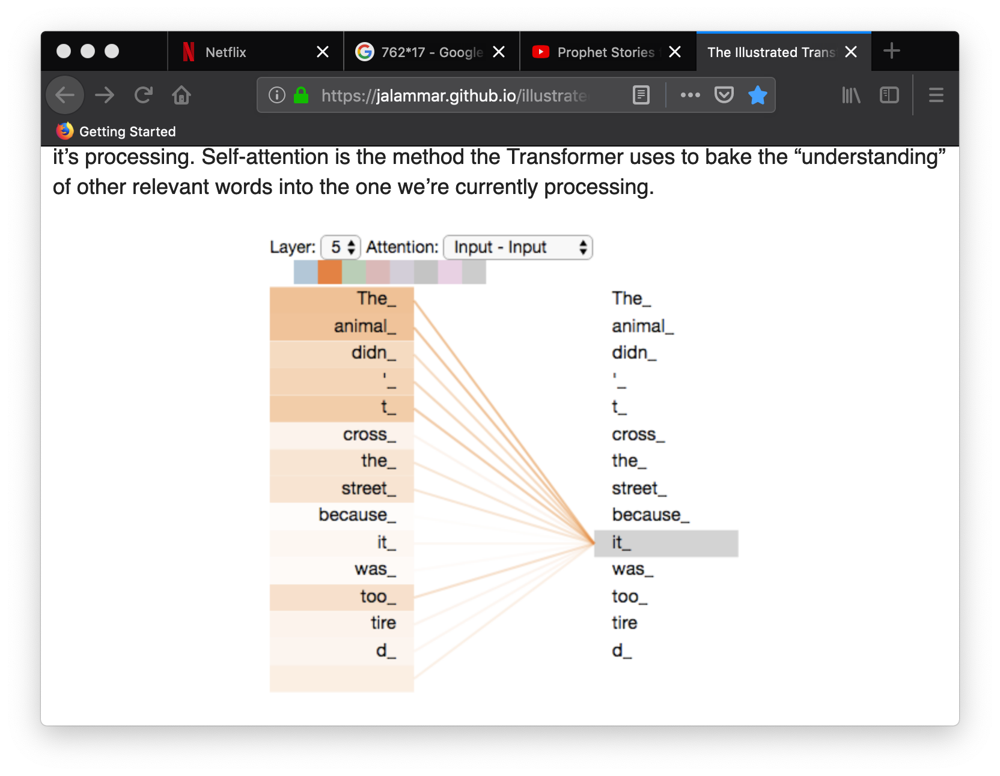 Netflix
762*17 - Google
Prophet Stories
The Illustrated Trans
https://jalammar.github.io/illustrate
Getting Started
it’s processing. Self-attention is the method the Transformer uses to bake the “understanding”
of other relevant words into the one we’re currently processing.
Layer: 5 Attention: Input - Input
The_ The_
animal_ animal_
didn_ didn_
'_ '_
t_ t_
cross_ cross_
the_ the_
street_ street_
because_ because_
it_ it_
was_ was_
too_ too_
tire tire
d_ d_